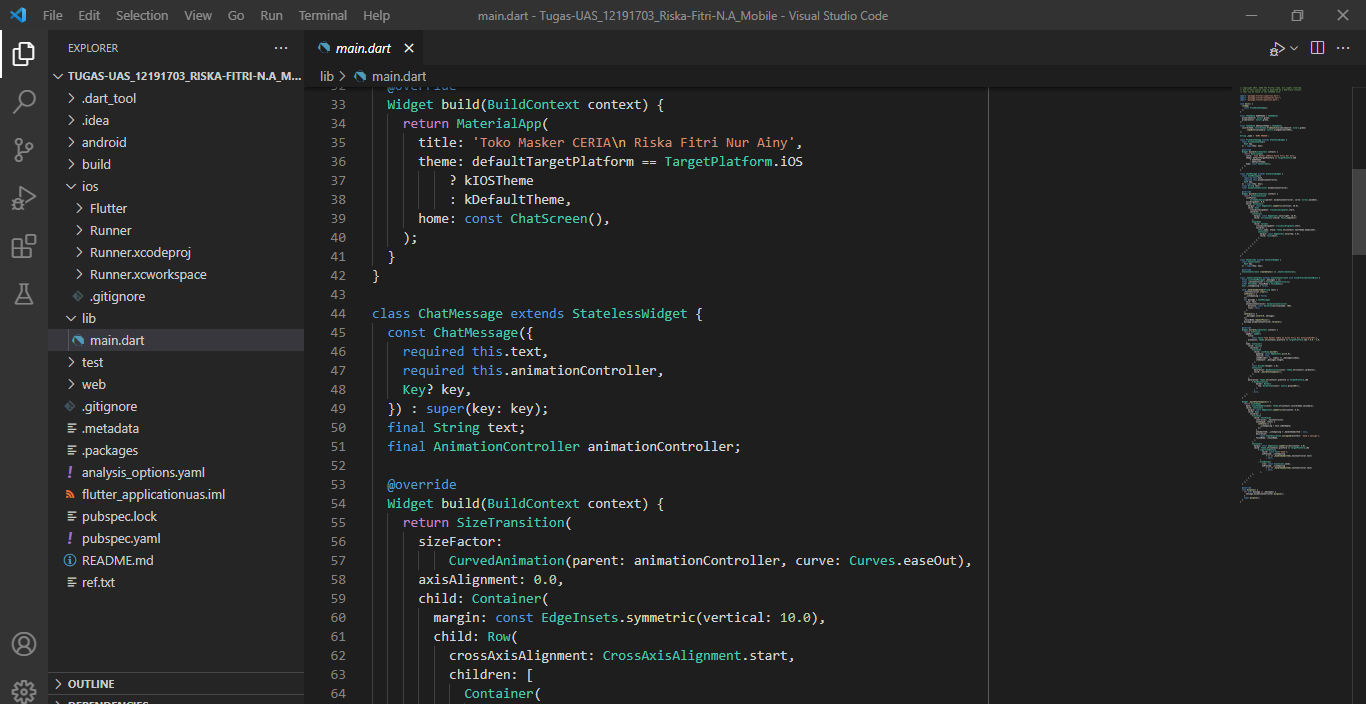 File Edit Selection View Go Run Terminal Help main.dart - Tugas-UAS_12191703_Riska-Fitri-N.A_Mobile - Visual Studio Code
EXPLORER
TUGAS-UAS_12191703_RISKA-FITRI-N.A_M...
.dart_tool
.idea
android
build
ios
Flutter
Runner
Runner.xcodeproj
Runner.xcworkspace
.gitignore
lib
main.dart
test
web
.gitignore
.metadata
.packages
analysis_options.yaml
flutter_applicationuas.iml
pubspec.lock
pubspec.yaml
README.md
ref.txt
OUTLINE
DEPENDENCIES
main.dart
lib > main.dart
32 @override
33 Widget build(BuildContext context) {
34 return MaterialApp(
35 title: 'Toko Masker CERIA\n Riska Fitri Nur Ainy',
36 theme: defaultTargetPlatform == TargetPlatform.iOS
37 ? kIOSTheme
38 : kDefaultTheme,
39 home: const ChatScreen(),
40 );
41 }
42 }
43
44 class ChatMessage extends StatelessWidget {
45 const ChatMessage({
46 required this.text,
47 required this.animationController,
48 Key? key,
49 }) : super(key: key);
50 final String text;
51 final AnimationController animationController;
52
53 @override
54 Widget build(BuildContext context) {
55 return SizeTransition(
56 sizeFactor:
57 CurvedAnimation(parent: animationController, curve: Curves.easeOut),
58 axisAlignment: 0.0,
59 child: Container(
60 margin: const EdgeInsets.symmetric(vertical: 10.0),
61 child: Row(
62 crossAxisAlignment: CrossAxisAlignment.start,
63 children: [
64 Container(